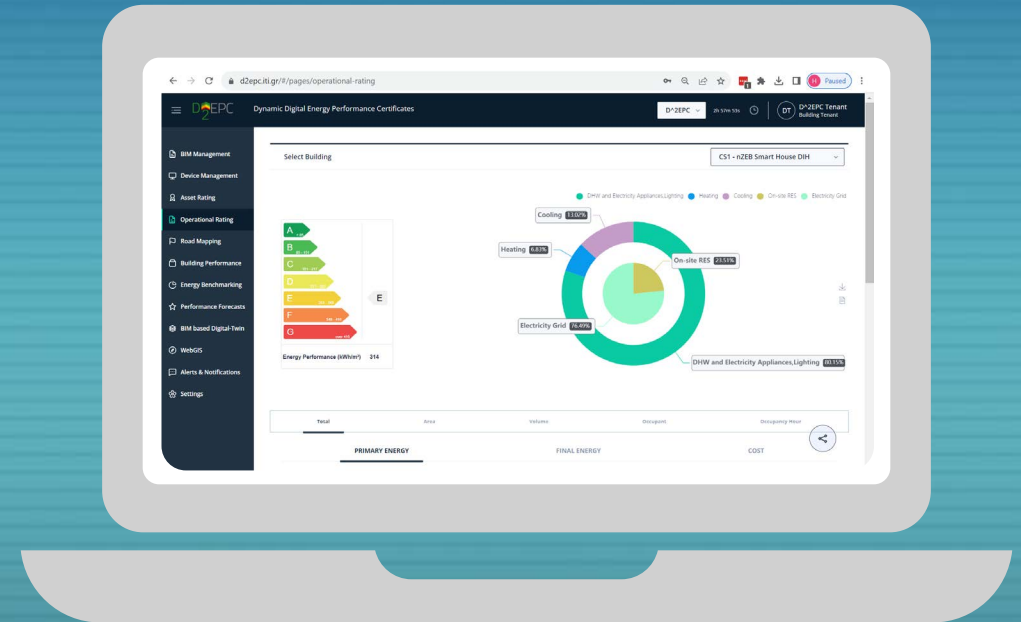 d2epc.iti.gr/#/pages/operational-rating
H Paused
D^2EPC
Dynamic Digital Energy Performance Certificates
D^2EPC
2h 57m 53s
DT
D^2EPC Tenant
Building Tenant
BIM Management
Device Management
Asset Rating
Operational Rating
Road Mapping
Building Performance
Energy Benchmarking
Performance Forecasts
BIM based Digital-Twin
WebGIS
Alerts & Notifications
Settings
Select Building
CS1 - nZEB Smart House DIH
DHW and Electricity Appliances,Lighting
Heating
Cooling
On-site RES
Electricity Grid
A
B
C
D
E
F
G
E
Energy Performance (kWh/m²) 314
Cooling 13.02%
Heating 6.83%
On-site RES 23.51%
Electricity Grid 76.49%
DHW and Electricity Appliances,Lighting 80.15%
Total
Area
Volume
Occupant
Occupancy Hour
PRIMARY ENERGY
FINAL ENERGY
COST